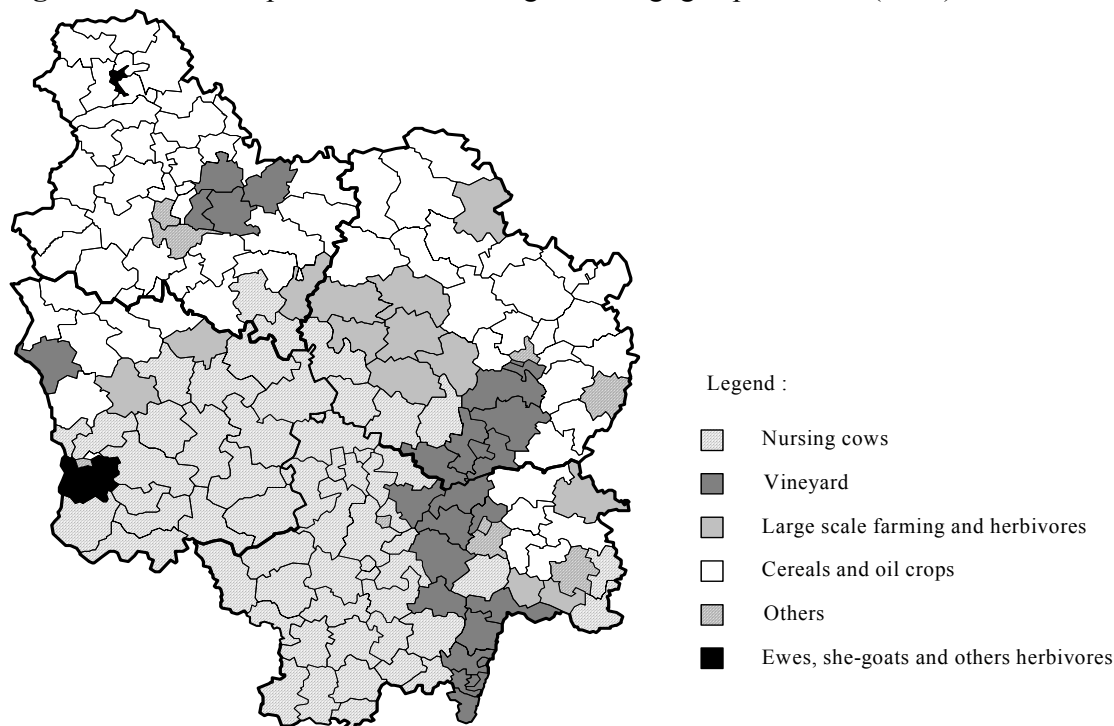 Legend :
Nursing cows
Vineyard
Large scale farming and herbivores
Cereals and oil crops
Others
Ewes, she-goats and others herbivores